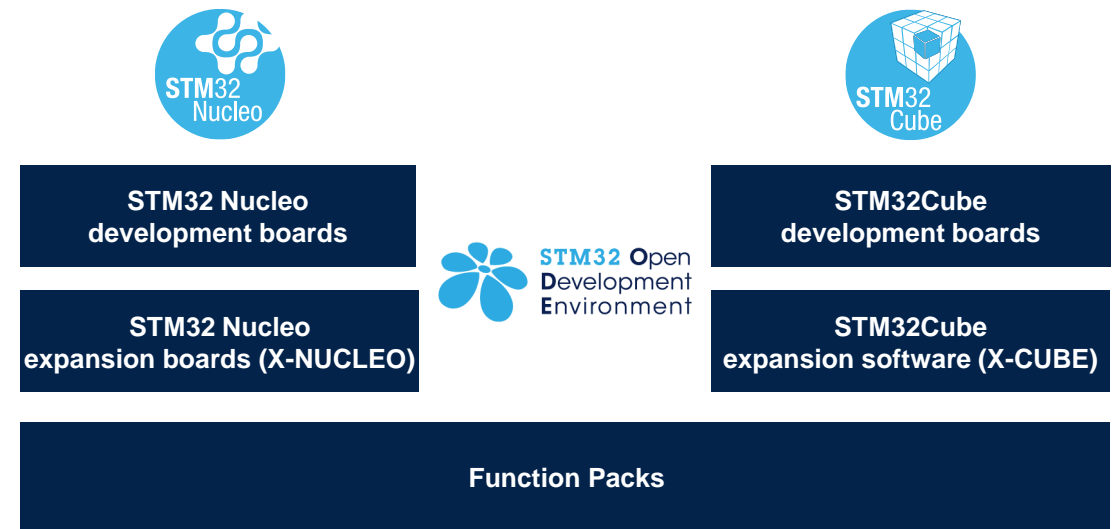 STM32
Nucleo
STM32
Cube
STM32 Nucleo
development boards
STM32Cube
development boards
STM32 Open
Development
Environment
STM32 Nucleo
expansion boards (X-NUCLEO)
STM32Cube
expansion software (X-CUBE)
Function Packs